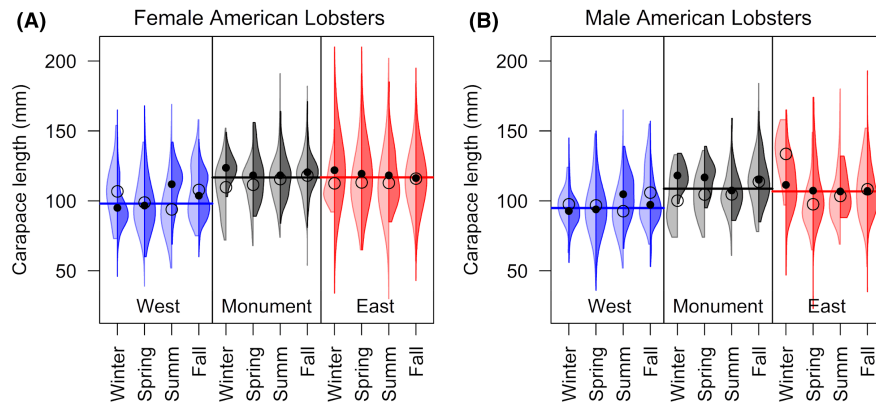 (A) Female American Lobsters
Carapace length (mm)
200
150
100
50
West Monument East
Winter
Spring
Summ
Fall
Winter
Spring
Summ
Fall
Winter
Spring
Summ
Fall
(B) Male American Lobsters
Carapace length (mm)
200
150
100
50
West Monument East
Winter
Spring
Summ
Fall
Winter
Spring
Summ
Fall
Winter
Spring
Summ
Fall